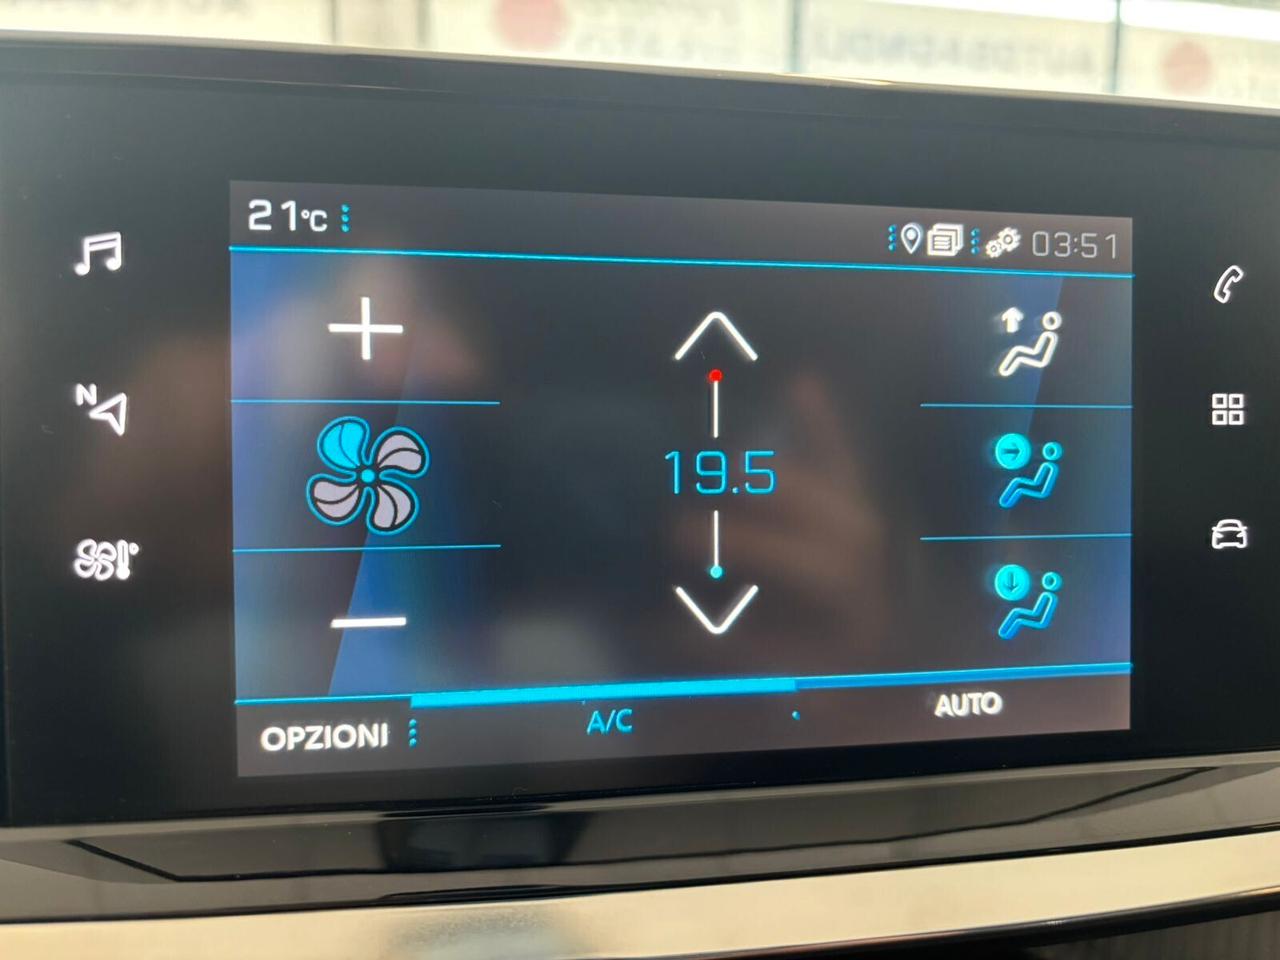 21°C
03:51
N
19.5
OPZIONI
A/C
AUTO